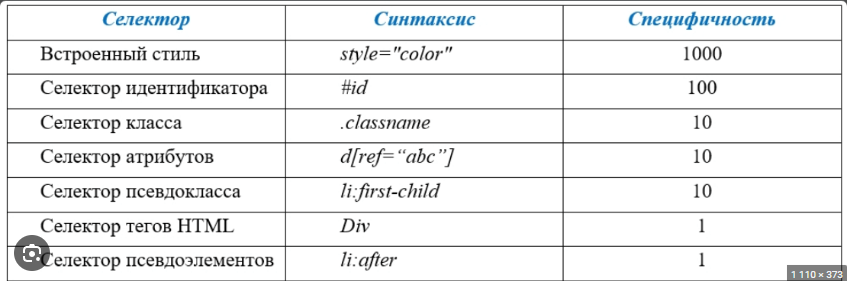 Селектор Синтаксис Специфичность
Встроенный стиль style="color" 1000
Селектор идентификатора #id 100
Селектор класса .classname 10
Селектор атрибутов d[ref=“abc”] 10
Селектор псевдокласса li:first-child 10
Селектор тегов HTML Div 1
Селектор псевдоэлементов li:after 1
1 110 × 373